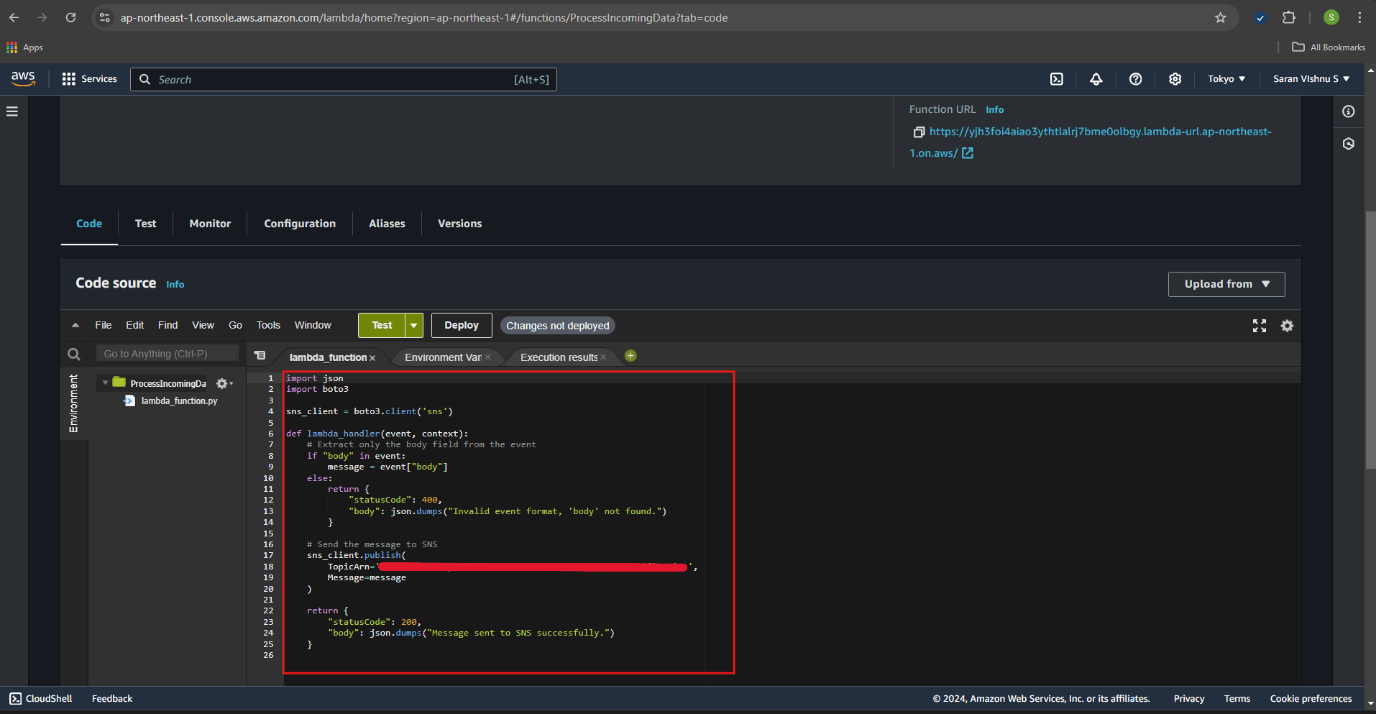 ap-northeast-1.console.aws.amazon.com/lambda/home?region=ap-northeast-1#/functions/ProcessIncomingData?tab=code
S
Apps
All Bookmarks
aws
Services
Search
[Alt+S]
Tokyo
Saran Vishnu S
Function URL Info
https://yjh3foi4aiao3ythtlalrj7bme0olbgy.lambda-url.ap-northeast-
1.on.aws/
Code
Test
Monitor
Configuration
Aliases
Versions
Code source Info
Upload from
File Edit Find View Go Tools Window
Test
Deploy
Changes not deployed
Go to Anything (Ctrl-P)
lambda_function
Environment Var
Execution results
Environment
ProcessIncomingDa
lambda_function.py
1 import json
2 import boto3
3
4 sns_client = boto3.client('sns')
5
6 def lambda_handler(event, context):
7 # Extract only the body field from the event
8 if "body" in event:
9 message = event["body"]
10 else:
11 return {
12 "statusCode": 400,
13 "body": json.dumps("Invalid event format, 'body' not found.")
14 }
15
16 # Send the message to SNS
17 sns_client.publish(
18 TopicArn=' ',
19 Message=message
20 )
21
22 return {
23 "statusCode": 200,
24 "body": json.dumps("Message sent to SNS successfully.")
25 }
26
CloudShell
Feedback
© 2024, Amazon Web Services, Inc. or its affiliates.
Privacy
Terms
Cookie preferences